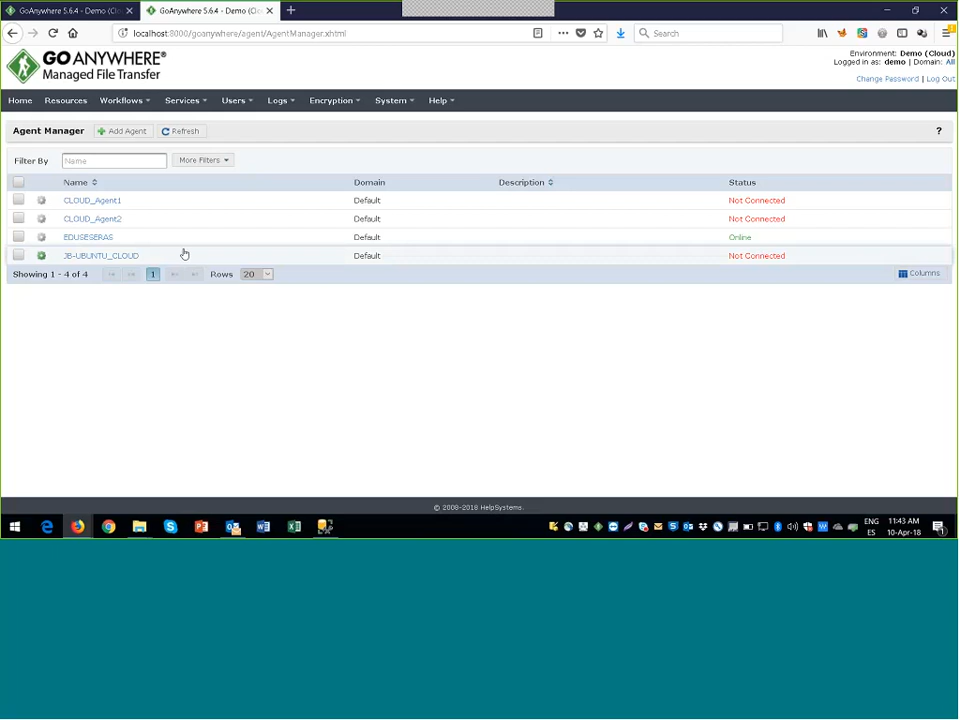 GoAnywhere 5.6.4 - Demo (Clo
GoAnywhere 5.6.4 - Demo (Clo
localhost:8000/goanywhere/agent/AgentManager.xhtml
Search
GO ANYWHERE®
Managed File Transfer
Environment: Demo (Cloud)
Logged in as: demo | Domain: All
Change Password | Log Out
Home Resources Workflows Services Users Logs Encryption System Help
Agent Manager Add Agent Refresh ?
Filter By Name More Filters
Name Domain Description Status
CLOUD_Agent1 Default Not Connected
CLOUD_Agent2 Default Not Connected
EDUSESERAS Default Online
JB-UBUNTU_CLOUD Default Not Connected
Showing 1 - 4 of 4 1 Rows 20 Columns
© 2008-2018 HelpSystems.
ENG 11:43 AM
ES 10-Apr-18